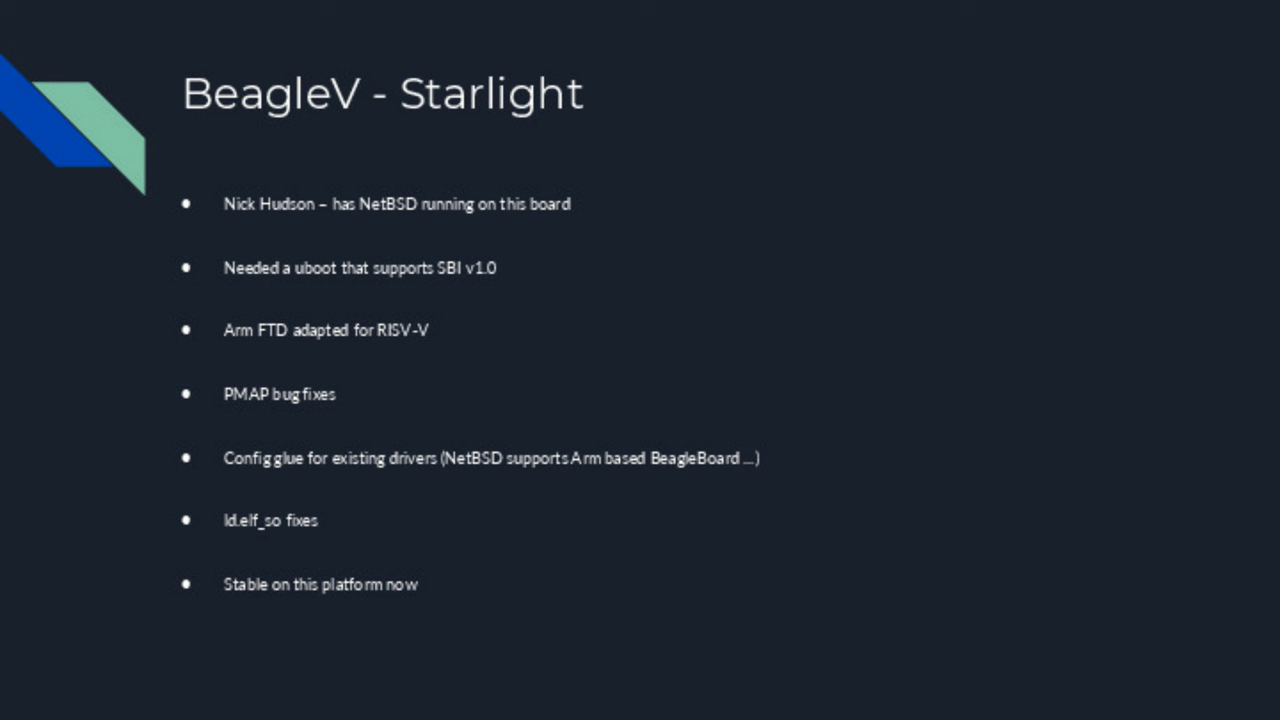 BeagleV - Starlight
• Nick Hudson – has NetBSD running on this board
• Needed a uboot that supports SBI v1.0
• Arm FTD adapted for RISV-V
• PMAP bug fixes
• Config glue for existing drivers (NetBSD supports Arm based BeagleBoard ...)
• ld.elf_so fixes
• Stable on this platform now